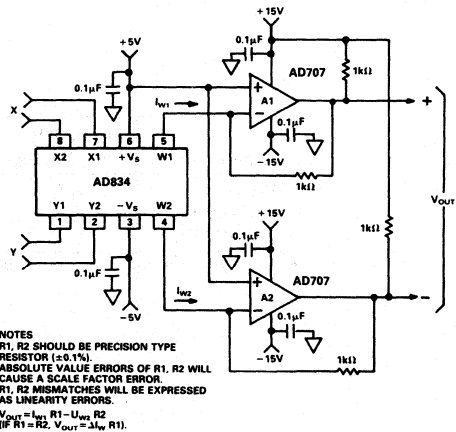 +15V
+5V
0.1µF
AD707
1kΩ
0.1µF
X
IW1
A1
+
−
+
0.1µF
8 7 6 5
X2 X1 +VS W1
−15V
1kΩ
AD834
VOUT
Y1 Y2 −VS W2
1 2 3 4
+15V
1kΩ
Y
0.1µF
AD707
0.1µF
IW2
+
−
A2
−
0.1µF
−5V
−15V
1kΩ
NOTES
R1, R2 SHOULD BE PRECISION TYPE
RESISTOR (±0.1%).
ABSOLUTE VALUE ERRORS OF R1, R2 WILL
CAUSE A SCALE FACTOR ERROR.
R1, R2 MISMATCHES WILL BE EXPRESSED
AS LINEARITY ERRORS.
VOUT = IW1 R1 − UW2 R2
(IF R1 = R2, VOUT = ΔIW R1).